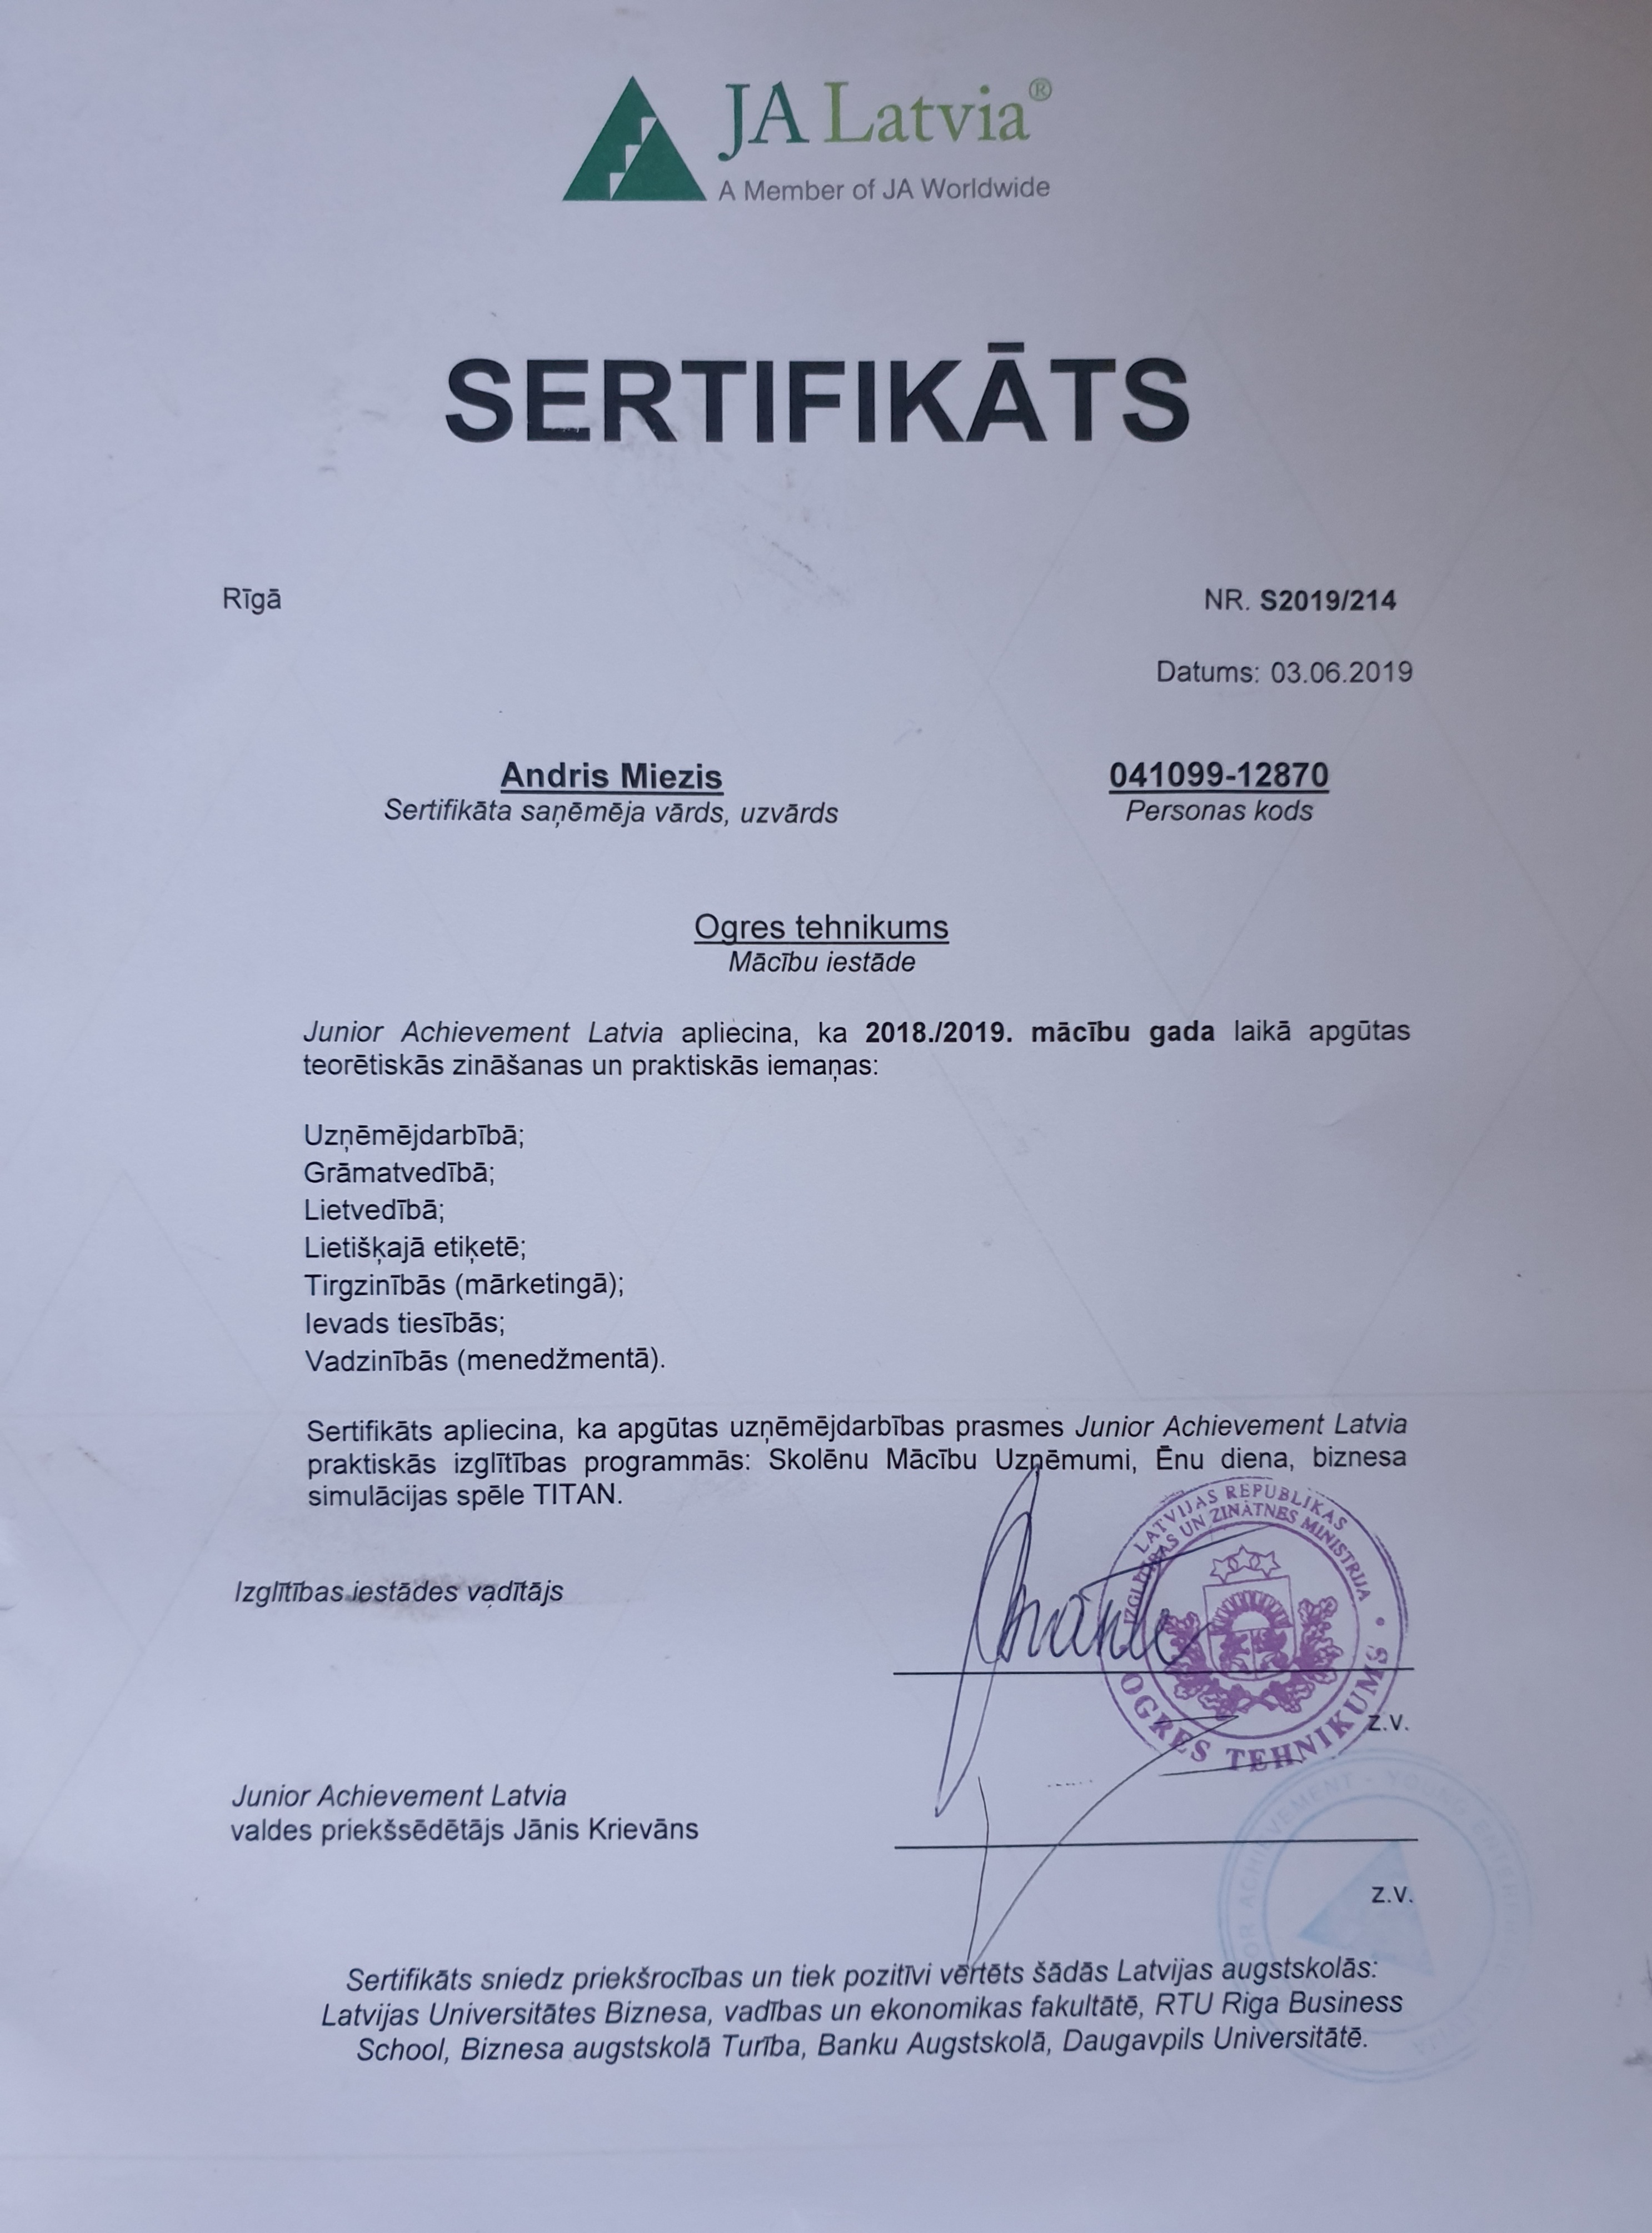 JA Latvia®
A Member of JA Worldwide
SERTIFIKĀTS
Rīgā
NR. S2019/214
Datums: 03.06.2019
Andris Miezis
Sertifikāta saņēmēja vārds, uzvārds
041099-12870
Personas kods
Ogres tehnikums
Mācību iestāde
Junior Achievement Latvia apliecina, ka 2018./2019. mācību gada laikā apgūtas
teorētiskās zināšanas un praktiskās iemaņas:
Uzņēmējdarbībā;
Grāmatvedībā;
Lietvedībā;
Lietišķajā etiķetē;
Tirgzinībās (mārketingā);
Ievads tiesībās;
Vadzinībās (menedžmentā).
Sertifikāts apliecina, ka apgūtas uzņēmējdarbības prasmes Junior Achievement Latvia
praktiskās izglītības programmās: Skolēnu Mācību Uzņēmumi, Ēnu diena, biznesa
simulācijas spēle TITAN.
Izglītības iestādes vadītājs
LATVIJAS REPUBLIKAS
IZGLĪTĪBAS UN ZINĀTNES MINISTRIJA
OGRES TEHNIKUMS
z.v.
Junior Achievement Latvia
valdes priekšsēdētājs Jānis Krievāns
ACHIEVEMENT - YOUNG
z.v.
Sertifikāts sniedz priekšrocības un tiek pozitīvi vērtēts šādās Latvijas augstskolās:
Latvijas Universitātes Biznesa, vadības un ekonomikas fakultātē, RTU Riga Business
School, Biznesa augstskolā Turība, Banku Augstskolā, Daugavpils Universitātē.